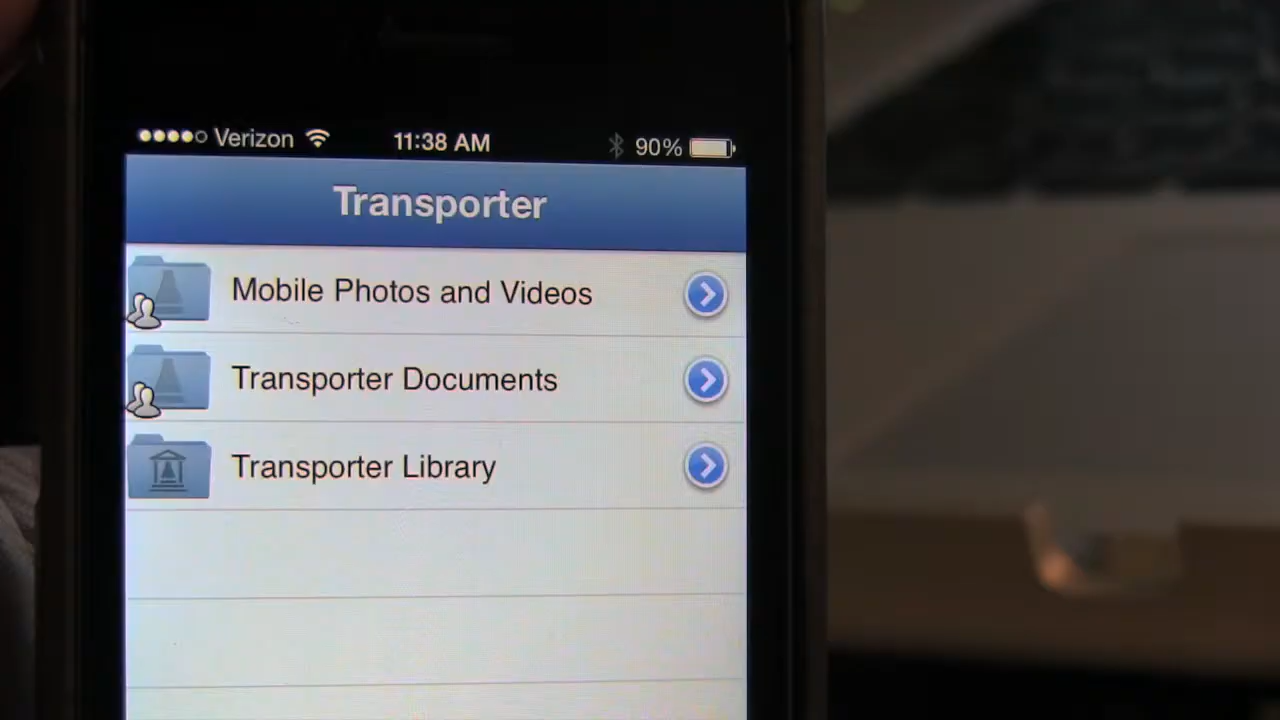 Verizon 11:38 AM 90%
Transporter
Mobile Photos and Videos
Transporter Documents
Transporter Library